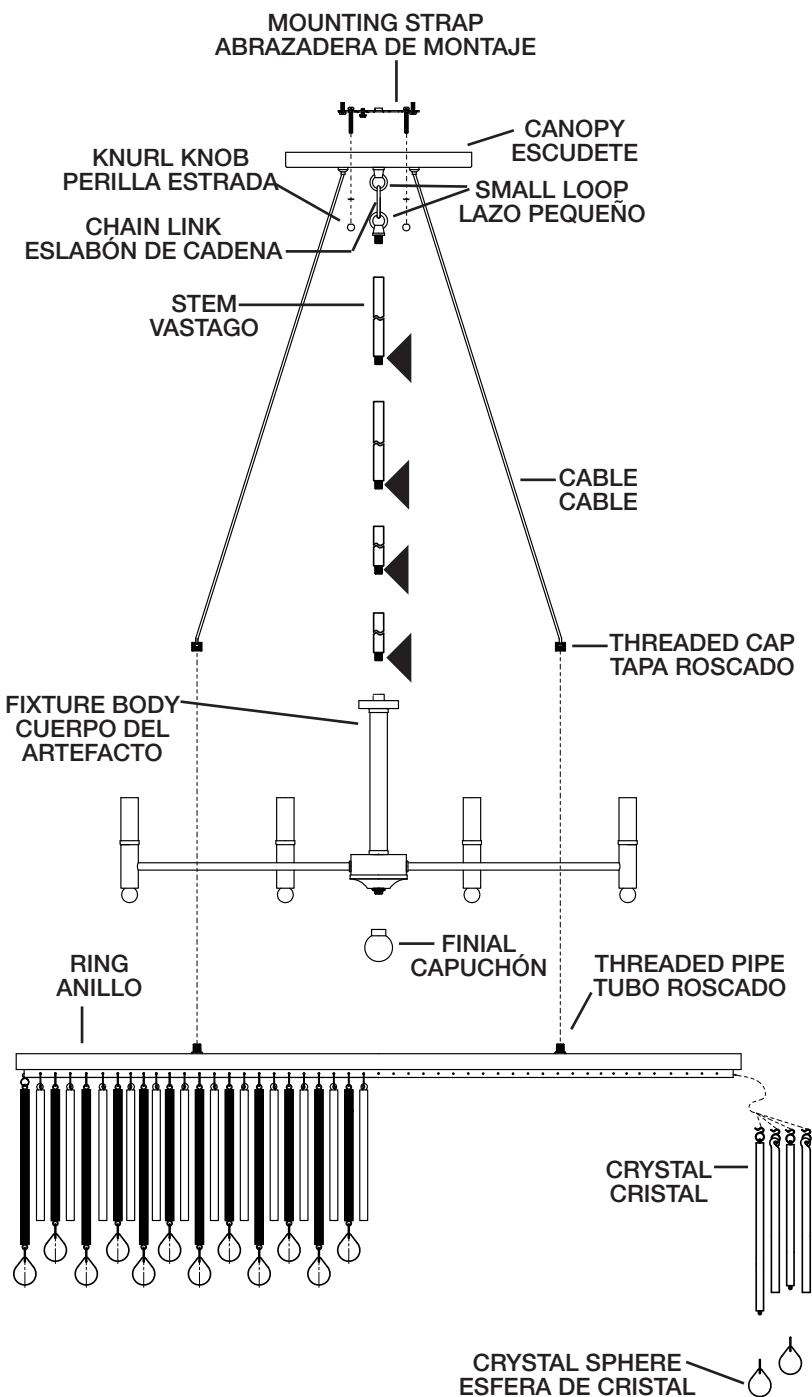 MOUNTING STRAP
ABRAZADERA DE MONTAJE
CANOPY
ESCUDETE
KNURL KNOB
PERILLA ESTRADA
SMALL LOOP
LAZO PEQUEÑO
CHAIN LINK
ESLABÓN DE CADENA
STEM
VASTAGO
CABLE
CABLE
THREADED CAP
TAPA ROSCADO
FIXTURE BODY
CUERPO DEL
ARTEFACTO
FINIAL
CAPUCHÓN
RING
ANILLO
THREADED PIPE
TUBO ROSCADO
CRYSTAL
CRISTAL
CRYSTAL SPHERE
ESFERA DE CRISTAL